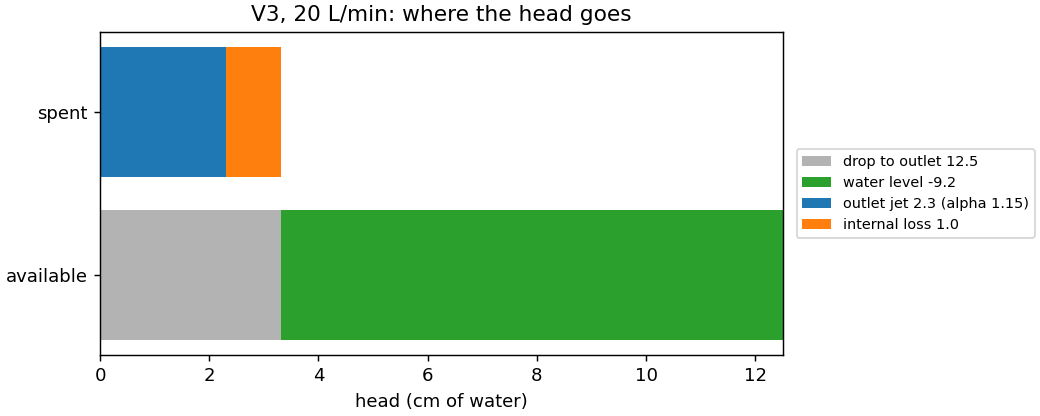 V3, 20 L/min: where the head goes
spent
available
0 2 4 6 8 10 12
head (cm of water)
drop to outlet 12.5
water level -9.2
outlet jet 2.3 (alpha 1.15)
internal loss 1.0